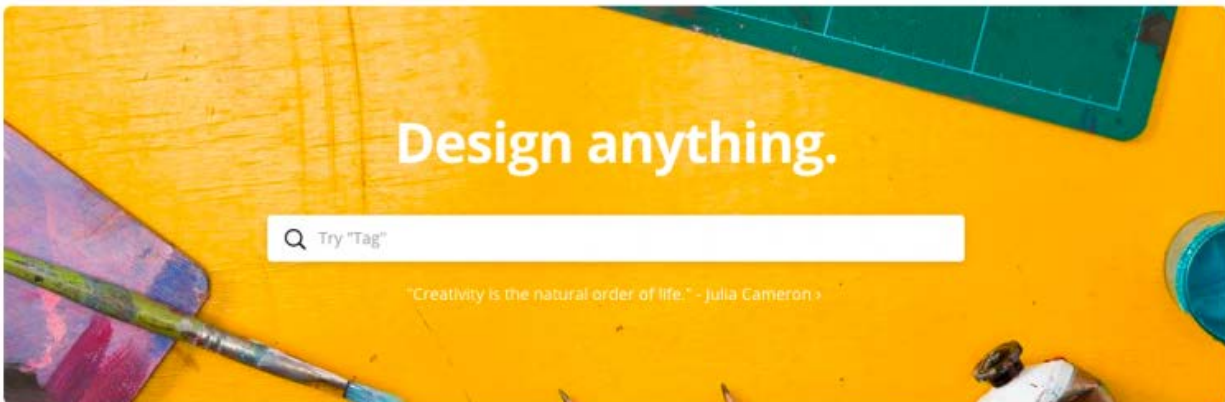 Design anything.
Try "Tag"
"Creativity is the natural order of life." - Julia Cameron ›